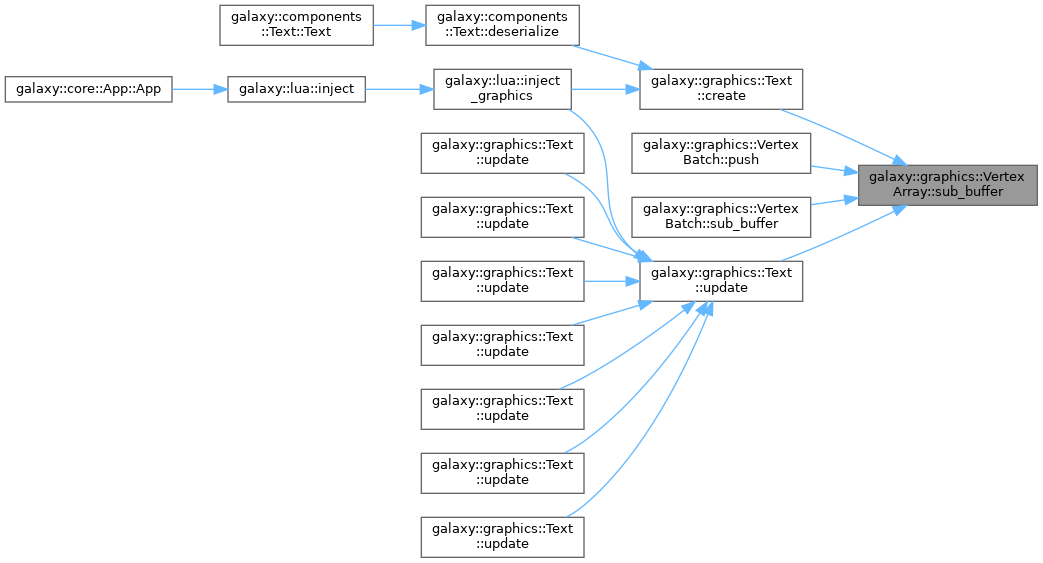 galaxy::components
::Text::Text
galaxy::components
::Text::deserialize
galaxy::core::App::App
galaxy::lua::inject
galaxy::lua::inject
_graphics
galaxy::graphics::Text
::create
galaxy::graphics::Text
::update
galaxy::graphics::Vertex
Batch::push
galaxy::graphics::Vertex
Array::sub_buffer
galaxy::graphics::Text
::update
galaxy::graphics::Vertex
Batch::sub_buffer
galaxy::graphics::Text
::update
galaxy::graphics::Text
::update
galaxy::graphics::Text
::update
galaxy::graphics::Text
::update
galaxy::graphics::Text
::update
galaxy::graphics::Text
::update